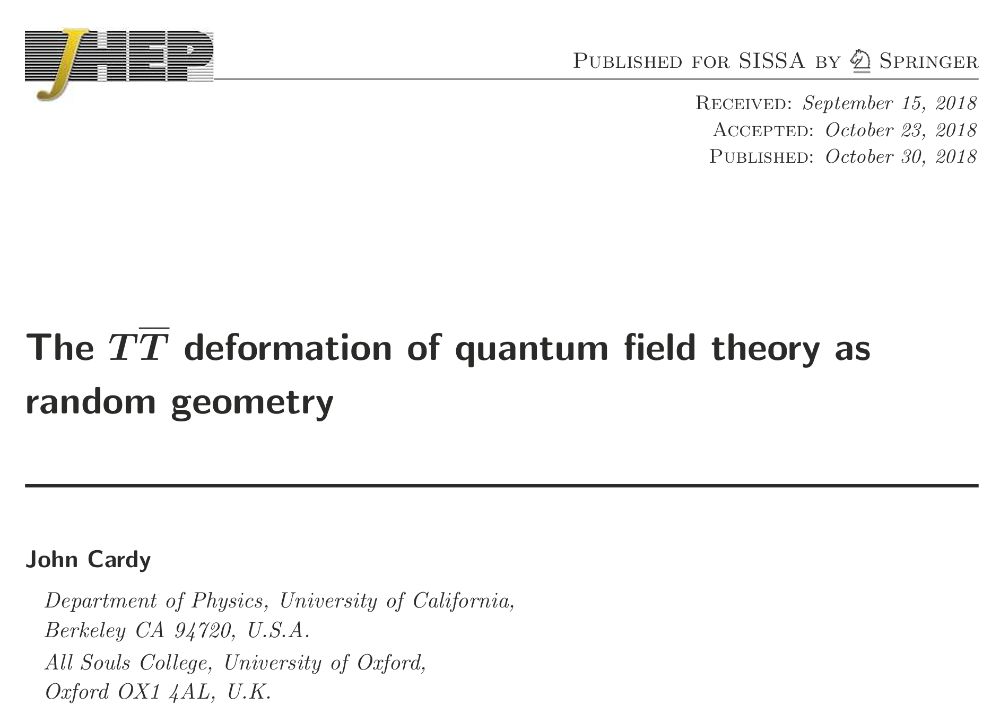 JHEP
Published for SISSA by Springer
Received: September 15, 2018
Accepted: October 23, 2018
Published: October 30, 2018
The $T\overline{T}$ deformation of quantum field theory as
random geometry
John Cardy
Department of Physics, University of California,
Berkeley CA 94720, U.S.A.
All Souls College, University of Oxford,
Oxford OX1 4AL, U.K.